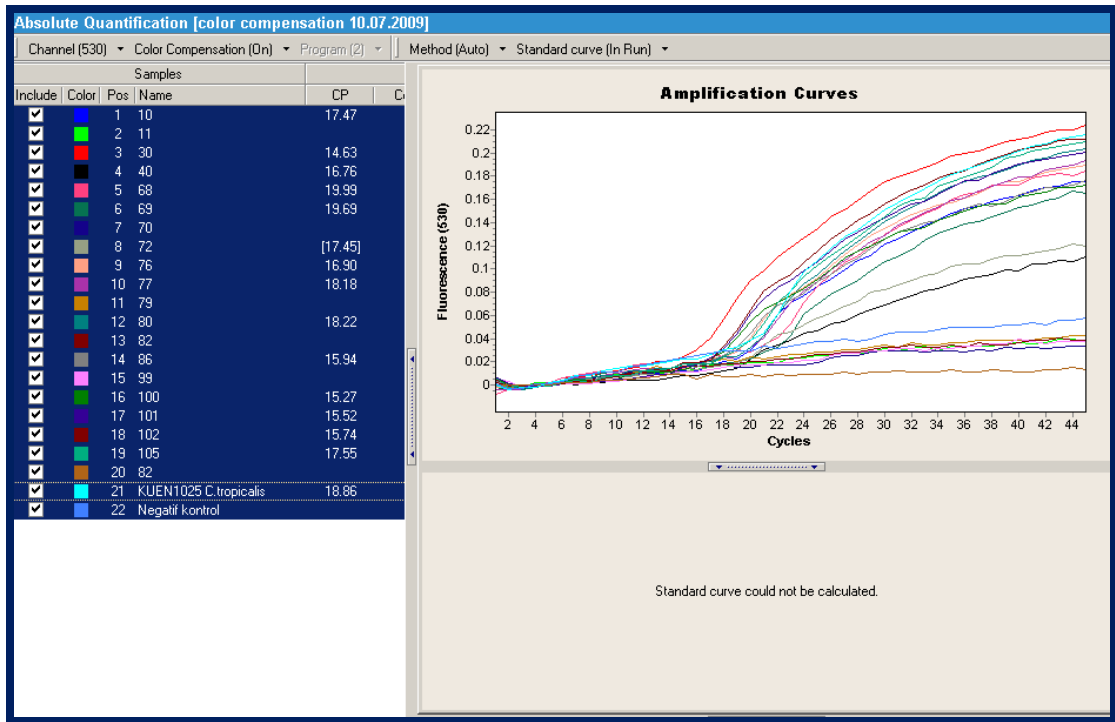 Absolute Quantification [color compensation 10.07.2009]
Channel (530) Color Compensation (On) Program (2) Method (Auto) Standard curve (In Run)
Samples
Include Color Pos Name CP
1 10 17.47
2 11
3 30 14.63
4 40 16.76
5 68 19.99
6 69 19.69
7 70
8 72 [17.45]
9 76 16.90
10 77 18.18
11 79
12 80 18.22
13 82
14 86 15.94
15 99
16 100 15.27
17 101 15.52
18 102 15.74
19 105 17.55
20 82
21 KUEN1025 C.tropicalis 18.86
22 Negatif kontrol
Amplification Curves
Fluorescence (530)
0.22
0.2
0.18
0.16
0.14
0.12
0.1
0.08
0.06
0.04
0.02
0
2 4 6 8 10 12 14 16 18 20 22 24 26 28 30 32 34 36 38 40 42 44
Cycles
Standard curve could not be calculated.